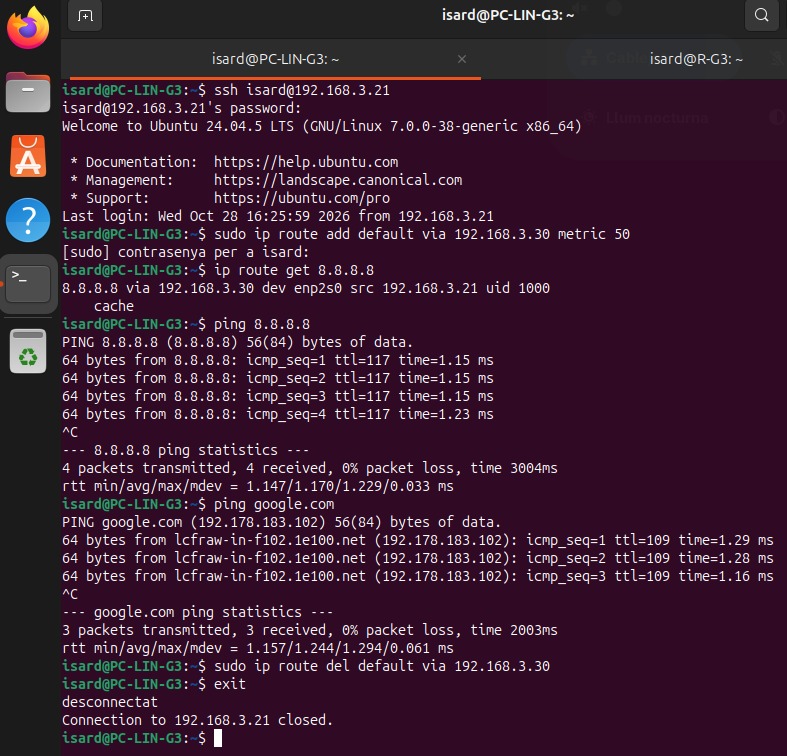 isard@PC-LIN-G3: ~
isard@PC-LIN-G3: ~
isard@R-G3: ~
Llum nocturna
isard@PC-LIN-G3:~$ ssh isard@192.168.3.21
isard@192.168.3.21's password:
Welcome to Ubuntu 24.04.5 LTS (GNU/Linux 7.0.0-38-generic x86_64)
* Documentation:  https://help.ubuntu.com
* Management:     https://landscape.canonical.com
* Support:        https://ubuntu.com/pro
Last login: Wed Oct 28 16:25:59 2026 from 192.168.3.21
isard@PC-LIN-G3:~$ sudo ip route add default via 192.168.3.30 metric 50
[sudo] contrasenya per a isard:
isard@PC-LIN-G3:~$ ip route get 8.8.8.8
8.8.8.8 via 192.168.3.30 dev enp2s0 src 192.168.3.21 uid 1000
    cache
isard@PC-LIN-G3:~$ ping 8.8.8.8
PING 8.8.8.8 (8.8.8.8) 56(84) bytes of data.
64 bytes from 8.8.8.8: icmp_seq=1 ttl=117 time=1.15 ms
64 bytes from 8.8.8.8: icmp_seq=2 ttl=117 time=1.15 ms
64 bytes from 8.8.8.8: icmp_seq=3 ttl=117 time=1.15 ms
64 bytes from 8.8.8.8: icmp_seq=4 ttl=117 time=1.23 ms
^C
--- 8.8.8.8 ping statistics ---
4 packets transmitted, 4 received, 0% packet loss, time 3004ms
rtt min/avg/max/mdev = 1.147/1.170/1.229/0.033 ms
isard@PC-LIN-G3:~$ ping google.com
PING google.com (192.178.183.102) 56(84) bytes of data.
64 bytes from lcfraw-in-f102.1e100.net (192.178.183.102): icmp_seq=1 ttl=109 time=1.29 ms
64 bytes from lcfraw-in-f102.1e100.net (192.178.183.102): icmp_seq=2 ttl=109 time=1.28 ms
64 bytes from lcfraw-in-f102.1e100.net (192.178.183.102): icmp_seq=3 ttl=109 time=1.16 ms
^C
--- google.com ping statistics ---
3 packets transmitted, 3 received, 0% packet loss, time 2003ms
rtt min/avg/max/mdev = 1.157/1.244/1.294/0.061 ms
isard@PC-LIN-G3:~$ sudo ip route del default via 192.168.3.30
isard@PC-LIN-G3:~$ exit
desconnectat
Connection to 192.168.3.21 closed.
isard@PC-LIN-G3:~$